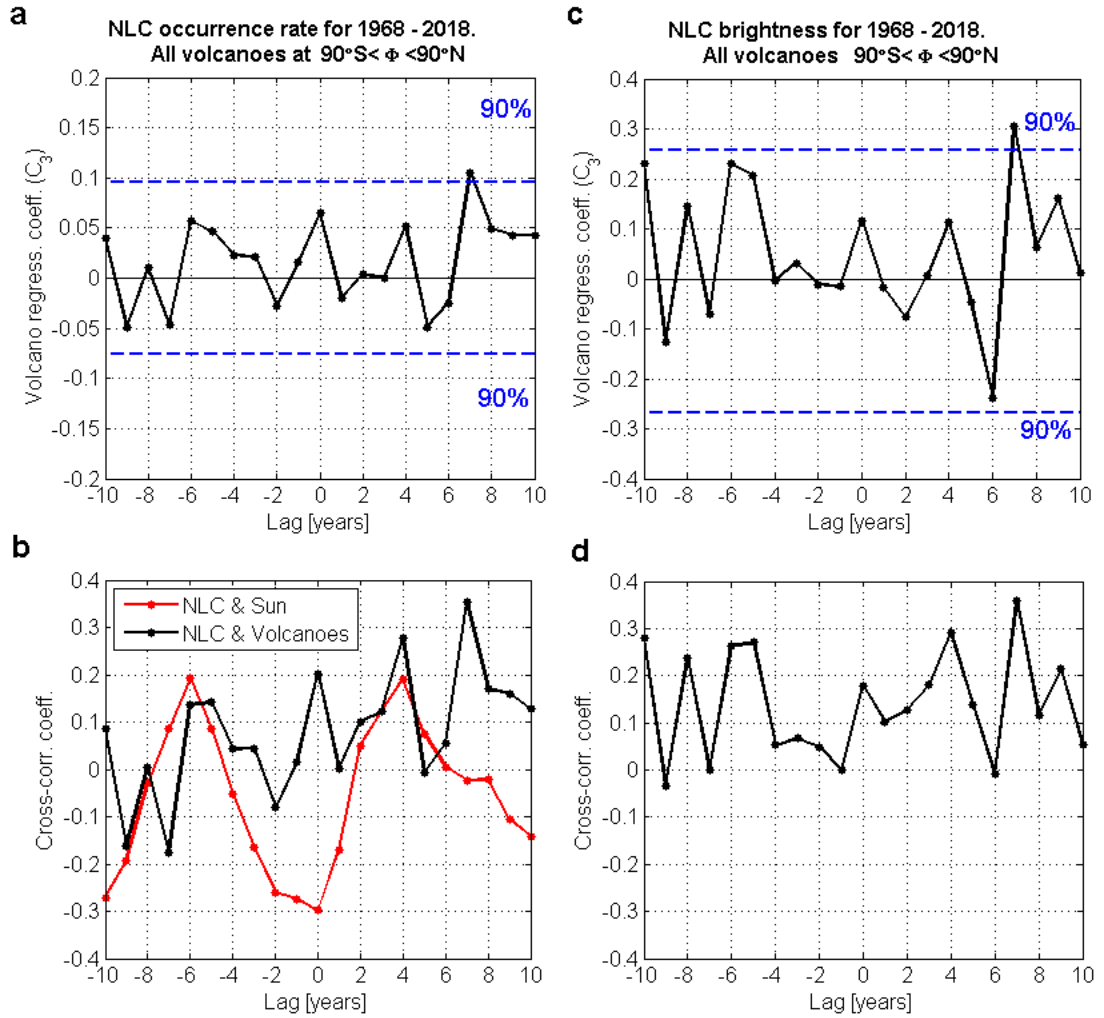 a
NLC occurrence rate for 1968 - 2018.
All volcanoes at 90°S< Φ <90°N
0.2
0.15
0.1
0.05
0
-0.05
-0.1
-0.15
-0.2
Volcano regress. coeff. (C3)
90%
90%
-10 -8 -6 -4 -2 0 2 4 6 8 10
Lag [years]
c
NLC brightness for 1968 - 2018.
All volcanoes 90°S< Φ <90°N
0.4
0.3
0.2
0.1
0
-0.1
-0.2
-0.3
-0.4
Volcano regress. coeff. (C3)
90%
90%
-10 -8 -6 -4 -2 0 2 4 6 8 10
Lag [years]
b
0.4
0.3
0.2
0.1
0
-0.1
-0.2
-0.3
-0.4
Cross-corr. coeff.
NLC & Sun
NLC & Volcanoes
-10 -8 -6 -4 -2 0 2 4 6 8 10
Lag [years]
d
0.4
0.3
0.2
0.1
0
-0.1
-0.2
-0.3
-0.4
Cross-corr. coeff.
-10 -8 -6 -4 -2 0 2 4 6 8 10
Lag [years]